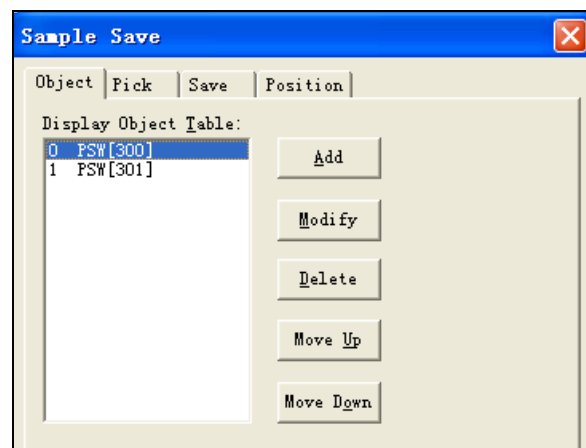 Sample Save
Object Pick Save Position
Display Object Table:
0 PSW[300]
1 PSW[301]
Add
Modify
Delete
Move Up
Move Down